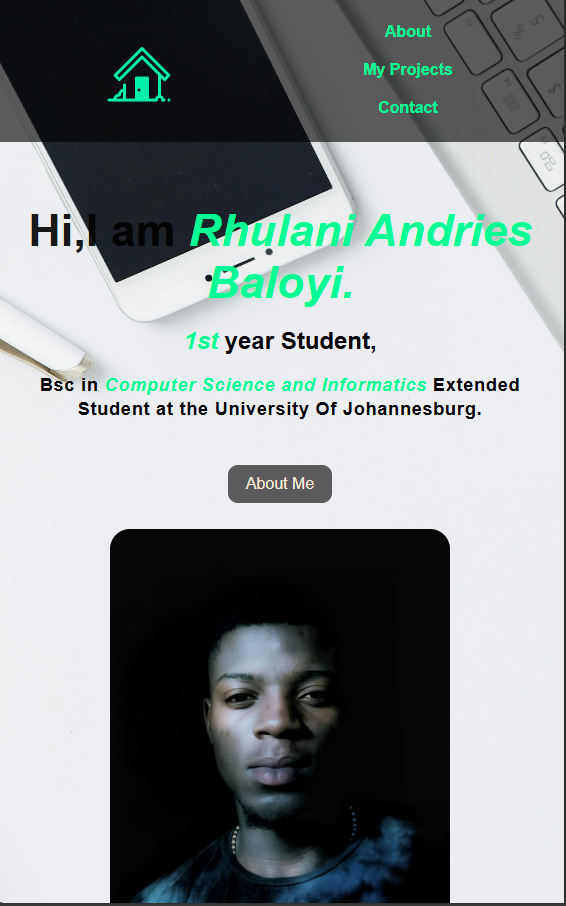 About
My Projects
Contact
Hi,I am Rhulani Andries
Baloyi.
1st year Student,
Bsc in Computer Science and Informatics Extended
Student at the University Of Johannesburg.
About Me